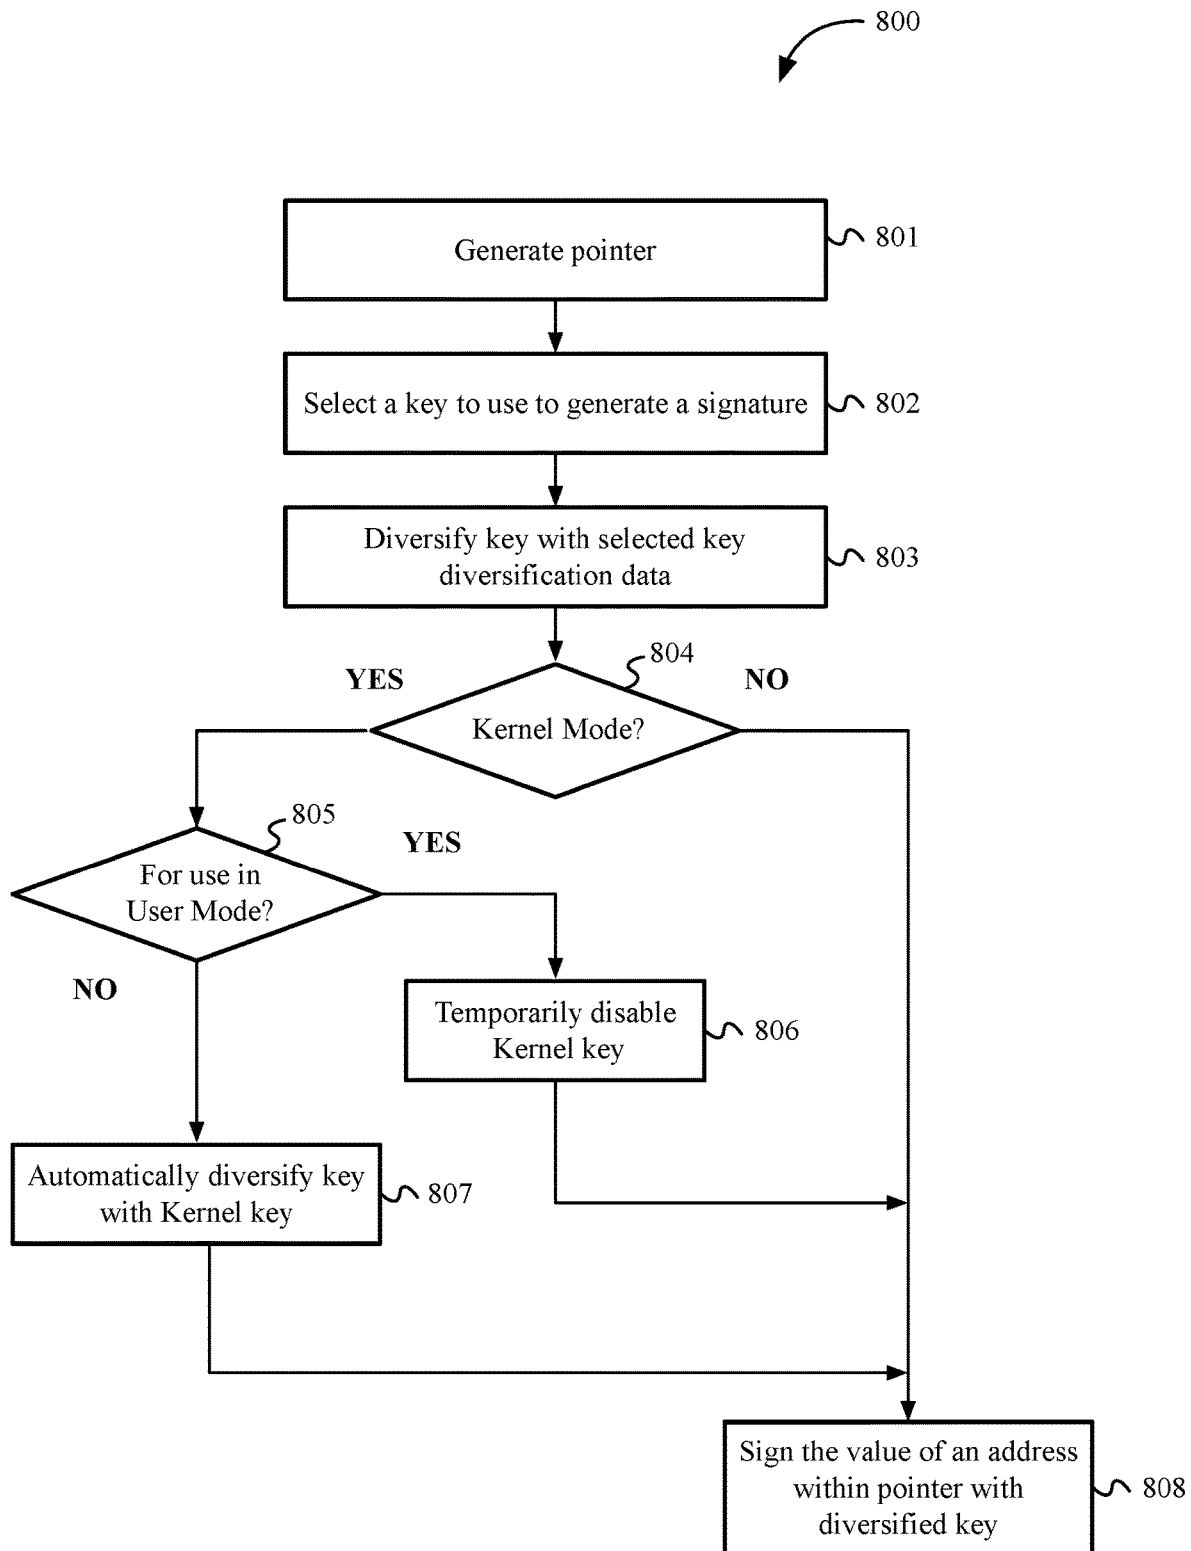 800
Generate pointer
801
Select a key to use to generate a signature
802
Diversify key with selected key
diversification data
803
804
YES
NO
Kernel Mode?
805
YES
For use in
User Mode?
NO
Temporarily disable
Kernel key
806
Automatically diversify key
with Kernel key
807
Sign the value of an address
within pointer with
diversified key
808